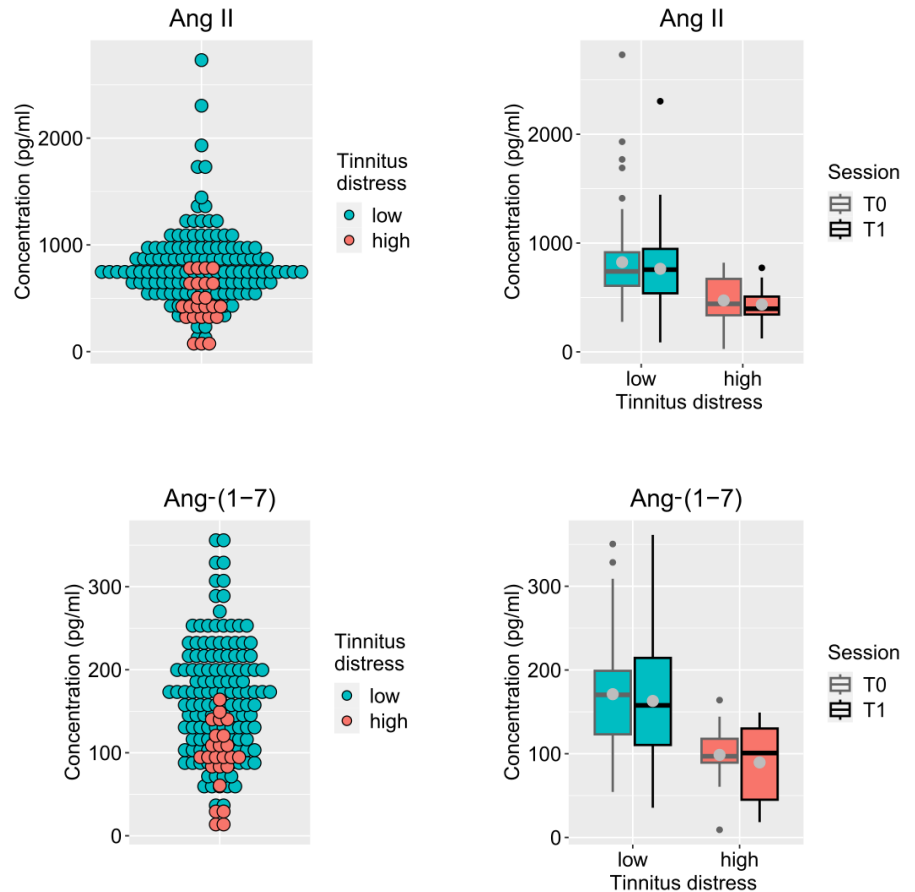 Ang II
Concentration (pg/ml)
2000
1000
0
Tinnitus
distress
low
high
Ang II
Concentration (pg/ml)
2000
1000
0
low
high
Tinnitus distress
Session
T0
T1
Ang-(1−7)
Concentration (pg/ml)
300
200
100
0
Tinnitus
distress
low
high
Ang-(1−7)
Concentration (pg/ml)
300
200
100
0
low
high
Tinnitus distress
Session
T0
T1